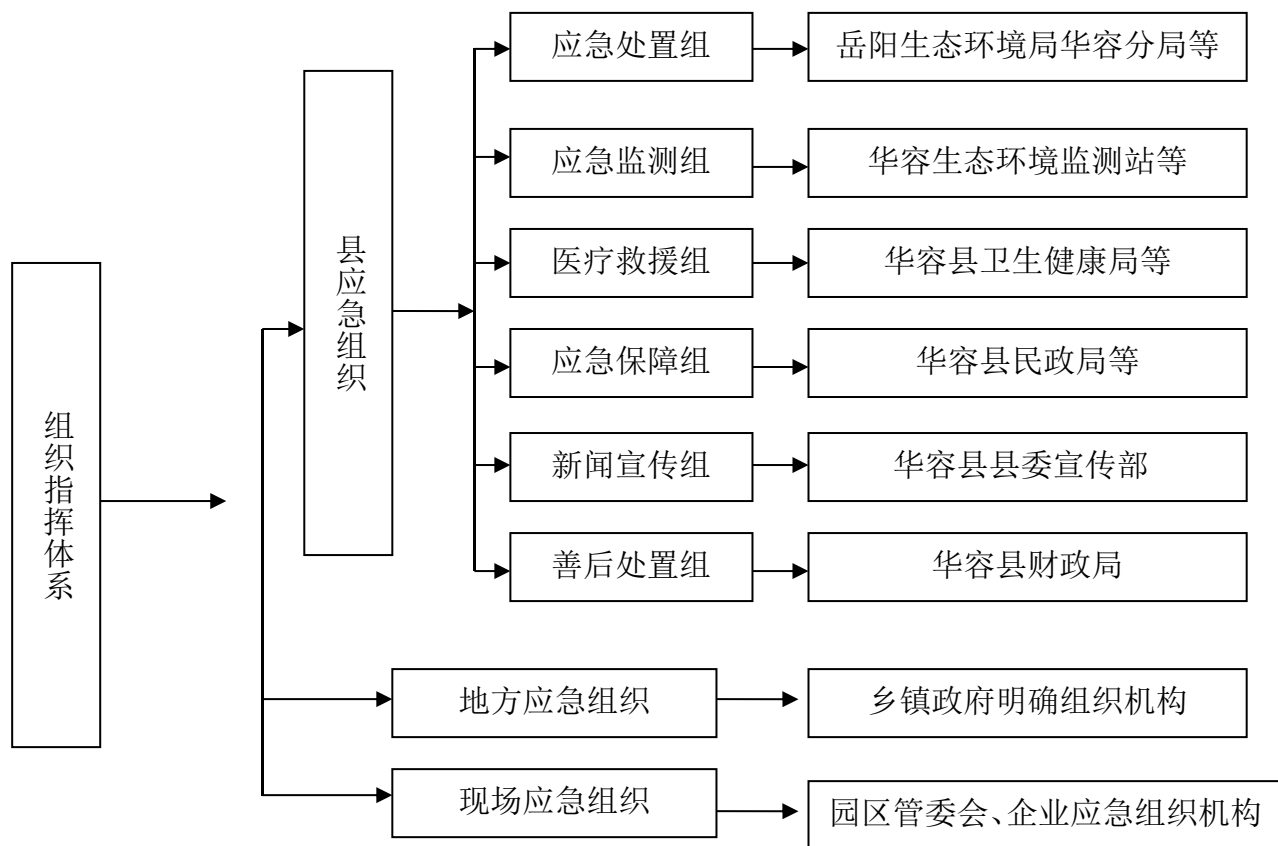 组织指挥体系
县应急组织
应急处置组
岳阳生态环境局华容分局等
应急监测组
华容生态环境监测站等
医疗救援组
华容县卫生健康局等
应急保障组
华容县民政局等
新闻宣传组
华容县县委宣传部
善后处置组
华容县财政局
地方应急组织
乡镇政府明确组织机构
现场应急组织
园区管委会、企业应急组织机构